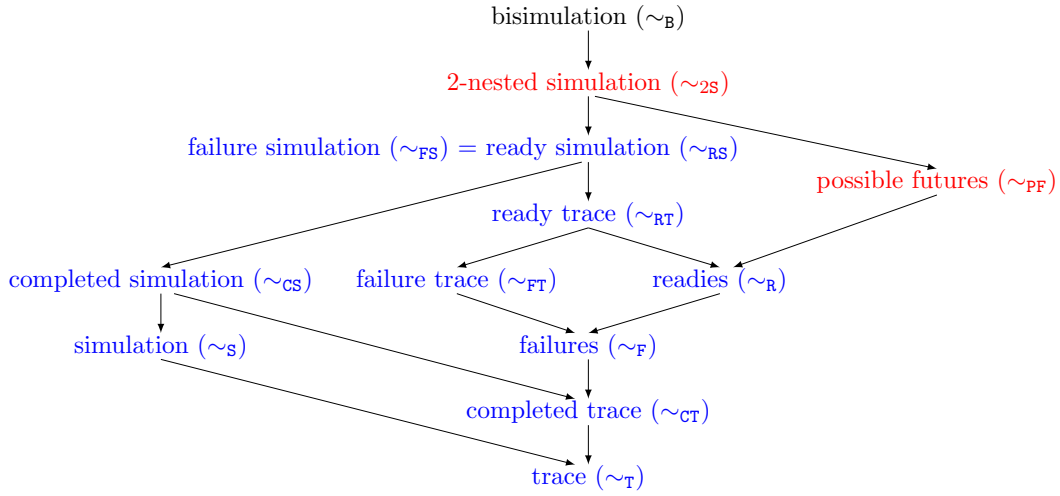 bisimulation (∼B)
2-nested simulation (∼2S)
failure simulation (∼FS) = ready simulation (∼RS)
possible futures (∼PF)
ready trace (∼RT)
completed simulation (∼CS)
failure trace (∼FT)
readies (∼R)
simulation (∼S)
failures (∼F)
completed trace (∼CT)
trace (∼T)